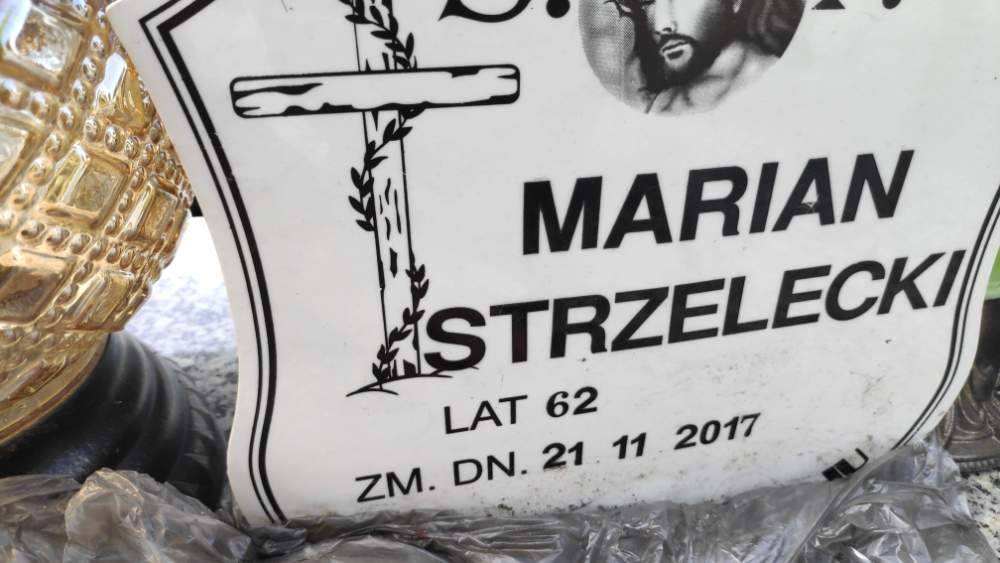 Ś. P.
MARIAN
STRZELECKI
LAT 62
ZM. DN. 21 11 2017